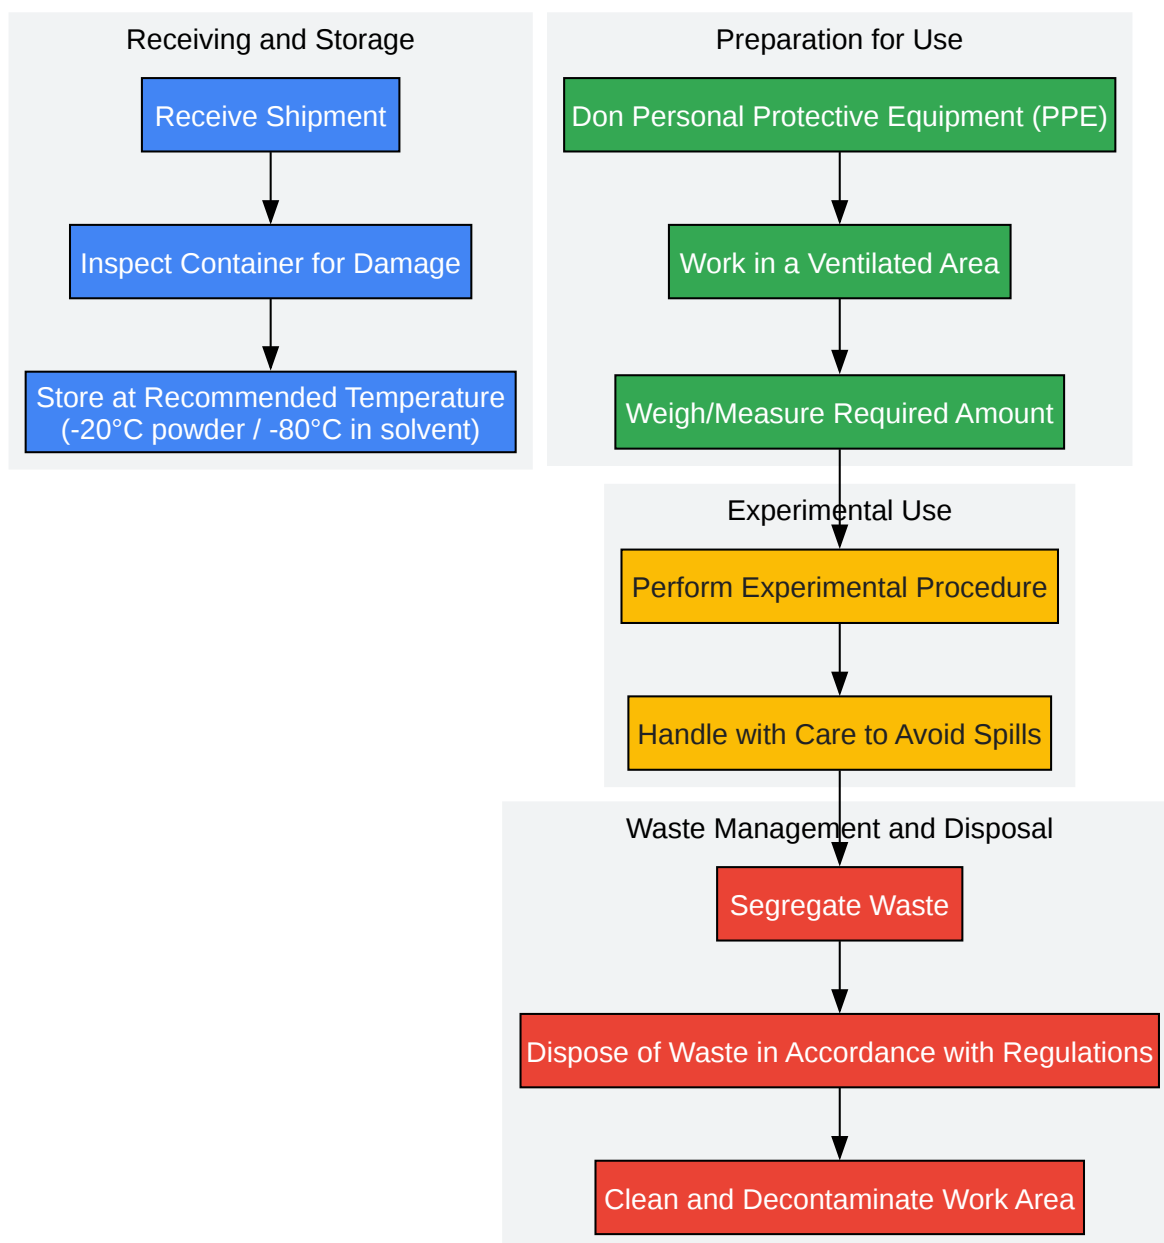 Receiving and Storage
Receive Shipment
Inspect Container for Damage
Store at Recommended Temperature
(-20°C powder / -80°C in solvent)
Preparation for Use
Don Personal Protective Equipment (PPE)
Work in a Ventilated Area
Weigh/Measure Required Amount
Experimental Use
Perform Experimental Procedure
Handle with Care to Avoid Spills
Waste Management and Disposal
Segregate Waste
Dispose of Waste in Accordance with Regulations
Clean and Decontaminate Work Area